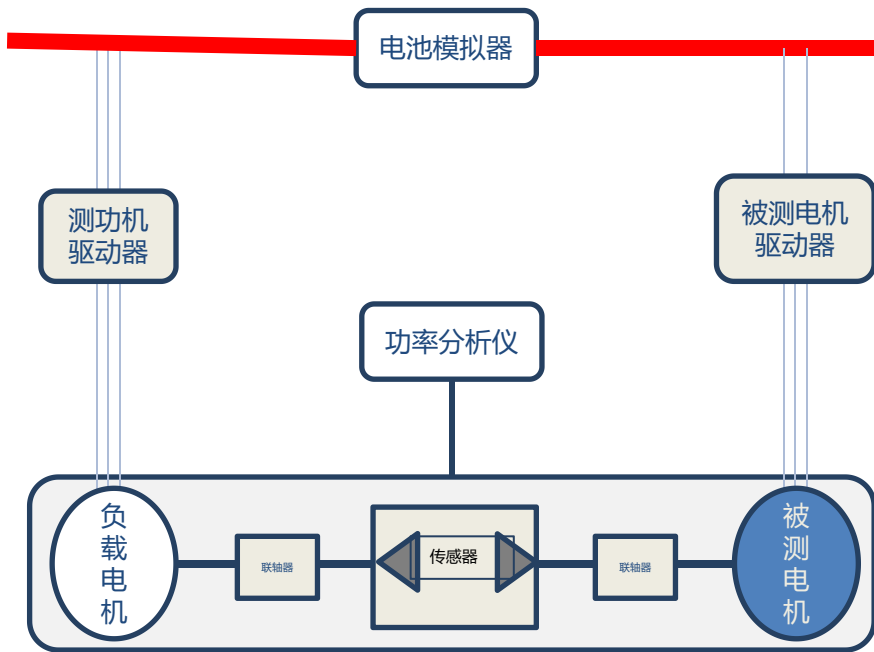 电池模拟器
测功机
驱动器
被测电机
驱动器
功率分析仪
负
载
电
机
联轴器
传感器
联轴器
被
测
电
机